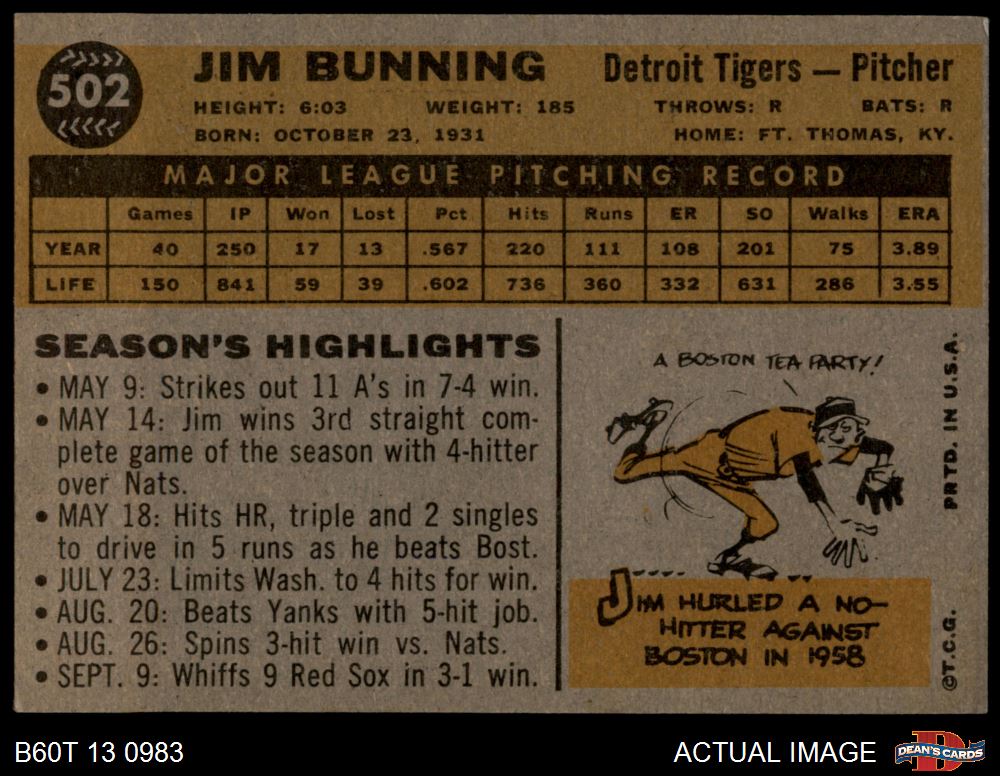 502
JIM BUNNING
Detroit Tigers — Pitcher
HEIGHT: 6:03 WEIGHT: 185 THROWS: R BATS: R
BORN: OCTOBER 23, 1931 HOME: FT. THOMAS, KY.
MAJOR LEAGUE PITCHING RECORD
Games IP Won Lost Pct Hits Runs ER SO Walks ERA
YEAR 40 250 17 13 .567 220 111 108 201 75 3.89
LIFE 150 841 59 39 .602 736 360 332 631 286 3.55
SEASON'S HIGHLIGHTS
• MAY 9: Strikes out 11 A's in 7-4 win.
• MAY 14: Jim wins 3rd straight com-
plete game of the season with 4-hitter
over Nats.
• MAY 18: Hits HR, triple and 2 singles
to drive in 5 runs as he beats Bost.
• JULY 23: Limits Wash. to 4 hits for win.
• AUG. 20: Beats Yanks with 5-hit job.
• AUG. 26: Spins 3-hit win vs. Nats.
• SEPT. 9: Whiffs 9 Red Sox in 3-1 win.
A BOSTON TEA PARTY!
JIM HURLED A NO-
HITTER AGAINST
BOSTON IN 1958
©T.C.G. PRTD. IN U.S.A.
B60T 13 0983
ACTUAL IMAGE
DEAN'S CARDS